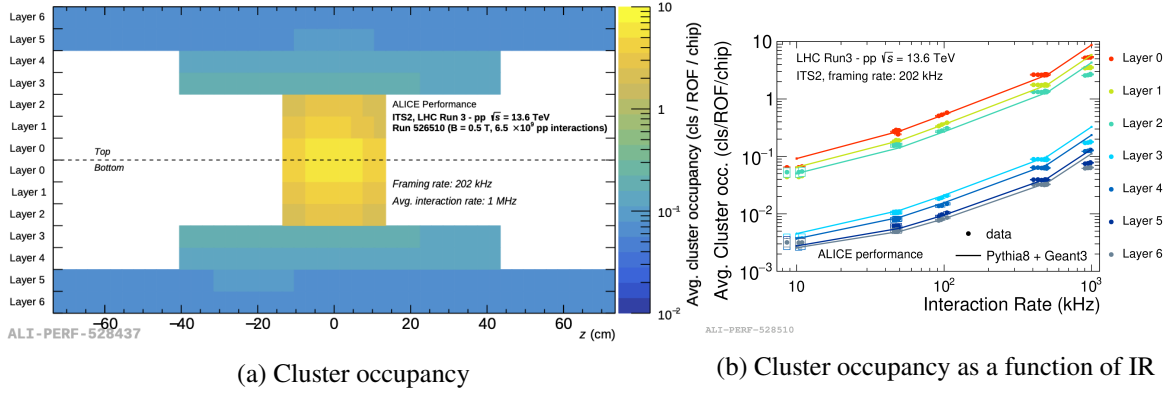 Layer 6
Layer 5
Layer 4
Layer 3
Layer 2
Layer 1
Layer 0
Layer 0
Layer 1
Layer 2
Layer 3
Layer 4
Layer 5
Layer 6
Top
Bottom
ALICE Performance
ITS2, LHC Run 3 - pp √s = 13.6 TeV
Run 526510 (B = 0.5 T, 6.5 ×10⁹ pp interactions)
Framing rate: 202 kHz
Avg. interaction rate: 1 MHz
−60 −40 −20 0 20 40 60
z (cm)
ALI-PERF-528437
10
1
10⁻¹
10⁻²
Avg. cluster occupancy (cls / ROF / chip)
(a) Cluster occupancy
Avg. Cluster occ. (cls/ROF/chip)
10
1
10⁻¹
10⁻²
10⁻³
LHC Run3 - pp √s = 13.6 TeV
ITS2, framing rate: 202 kHz
data
Pythia8 + Geant3
ALICE performance
10 10² 10³
Interaction Rate (kHz)
Layer 0
Layer 1
Layer 2
Layer 3
Layer 4
Layer 5
Layer 6
ALI-PERF-528510
(b) Cluster occupancy as a function of IR